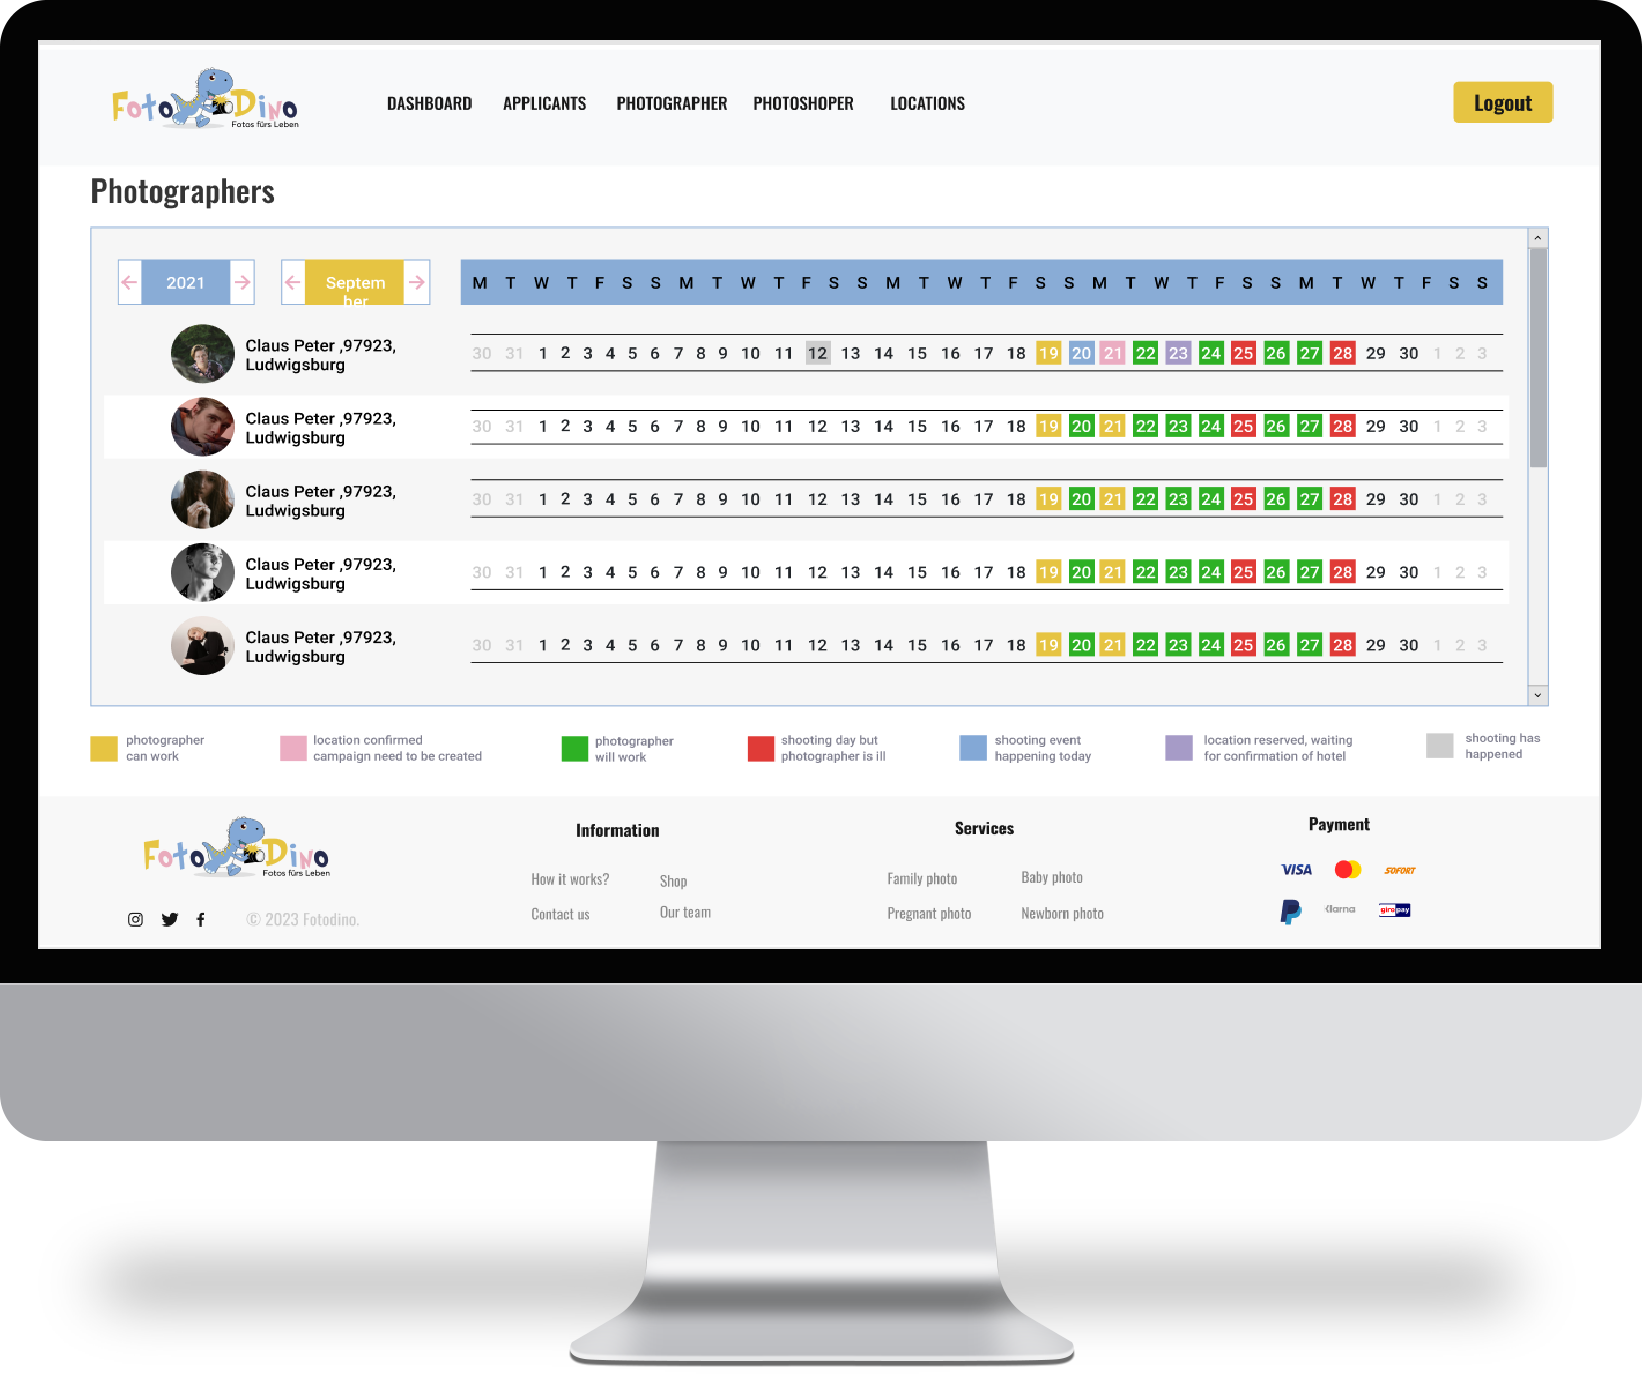 Foto Dino
Fotos fürs Leben
DASHBOARD APPLICANTS PHOTOGRAPHER PHOTOSHOPER LOCATIONS
Logout
Photographers
2021
Septem
ber
M T W T F S S M T W T F S S M T W T F S S M T W T F S S M T W T F S S
Claus Peter ,97923,
Ludwigsburg
30 31 1 2 3 4 5 6 7 8 9 10 11 12 13 14 15 16 17 18 19 20 21 22 23 24 25 26 27 28 29 30 1 2 3
Claus Peter ,97923,
Ludwigsburg
30 31 1 2 3 4 5 6 7 8 9 10 11 12 13 14 15 16 17 18 19 20 21 22 23 24 25 26 27 28 29 30 1 2 3
Claus Peter ,97923,
Ludwigsburg
30 31 1 2 3 4 5 6 7 8 9 10 11 12 13 14 15 16 17 18 19 20 21 22 23 24 25 26 27 28 29 30 1 2 3
Claus Peter ,97923,
Ludwigsburg
30 31 1 2 3 4 5 6 7 8 9 10 11 12 13 14 15 16 17 18 19 20 21 22 23 24 25 26 27 28 29 30 1 2 3
Claus Peter ,97923,
Ludwigsburg
30 31 1 2 3 4 5 6 7 8 9 10 11 12 13 14 15 16 17 18 19 20 21 22 23 24 25 26 27 28 29 30 1 2 3
photographer
can work
location confirmed
campaign need to be created
photographer
will work
shooting day but
photographer is ill
shooting event
happening today
location reserved, waiting
for confirmation of hotel
shooting has
happened
Foto Dino
Fotos fürs Leben
© 2023 Fotodino.
Information
How it works?
Shop
Contact us
Our team
Services
Family photo
Baby photo
Pregnant photo
Newborn photo
Payment
VISA
SOFORT
Klarna
giropay